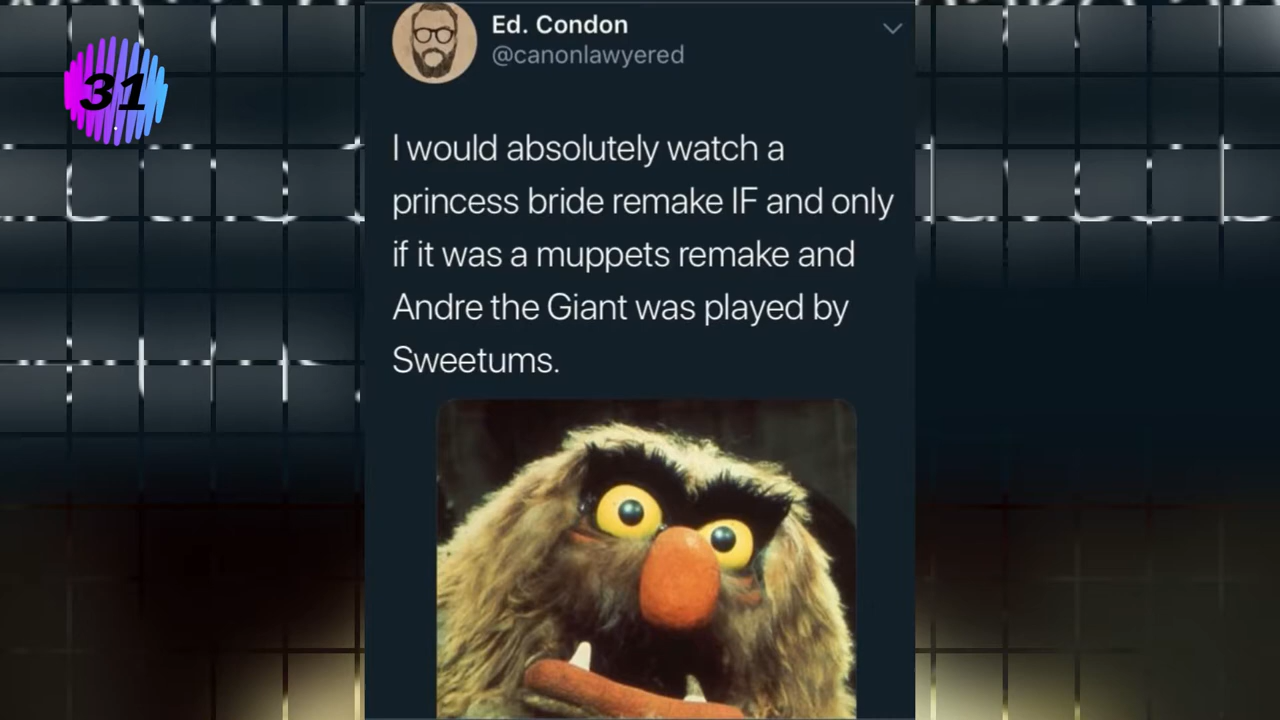 31
Ed. Condon
@canonlawyered
I would absolutely watch a
princess bride remake IF and only
if it was a muppets remake and
Andre the Giant was played by
Sweetums.